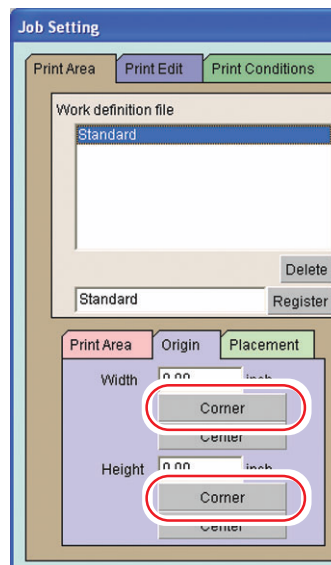 Job Setting
Print Area Print Edit Print Conditions
Work definition file
Standard
Delete
Standard Register
Print Area Origin Placement
Width 0.00 inch
Corner
Center
Height 0.00 inch
Corner
Center